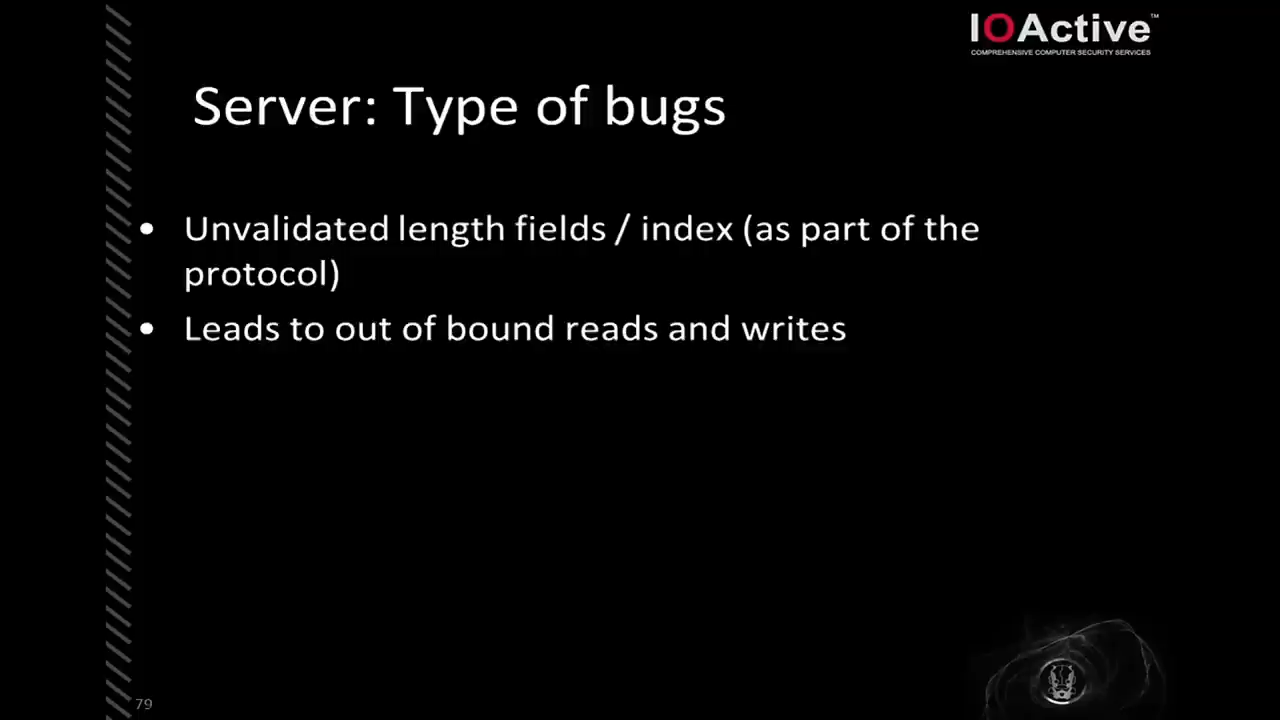 IOActive™
COMPREHENSIVE COMPUTER SECURITY SERVICES
Server: Type of bugs
• Unvalidated length fields / index (as part of the
protocol)
• Leads to out of bound reads and writes
79